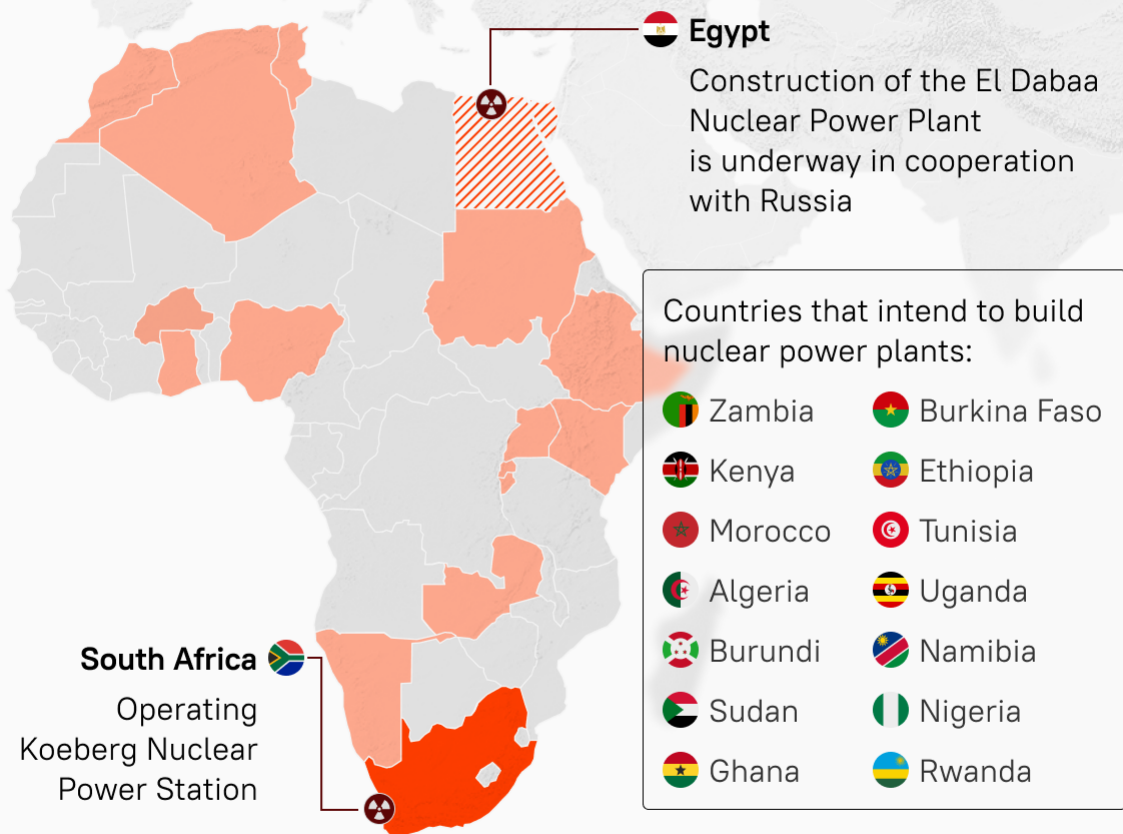 Egypt
Construction of the El Dabaa
Nuclear Power Plant
is underway in cooperation
with Russia
Countries that intend to build
nuclear power plants:
Zambia
Burkina Faso
Kenya
Ethiopia
Morocco
Tunisia
Algeria
Uganda
Burundi
Namibia
Sudan
Nigeria
Ghana
Rwanda
South Africa
Operating
Koeberg Nuclear
Power Station